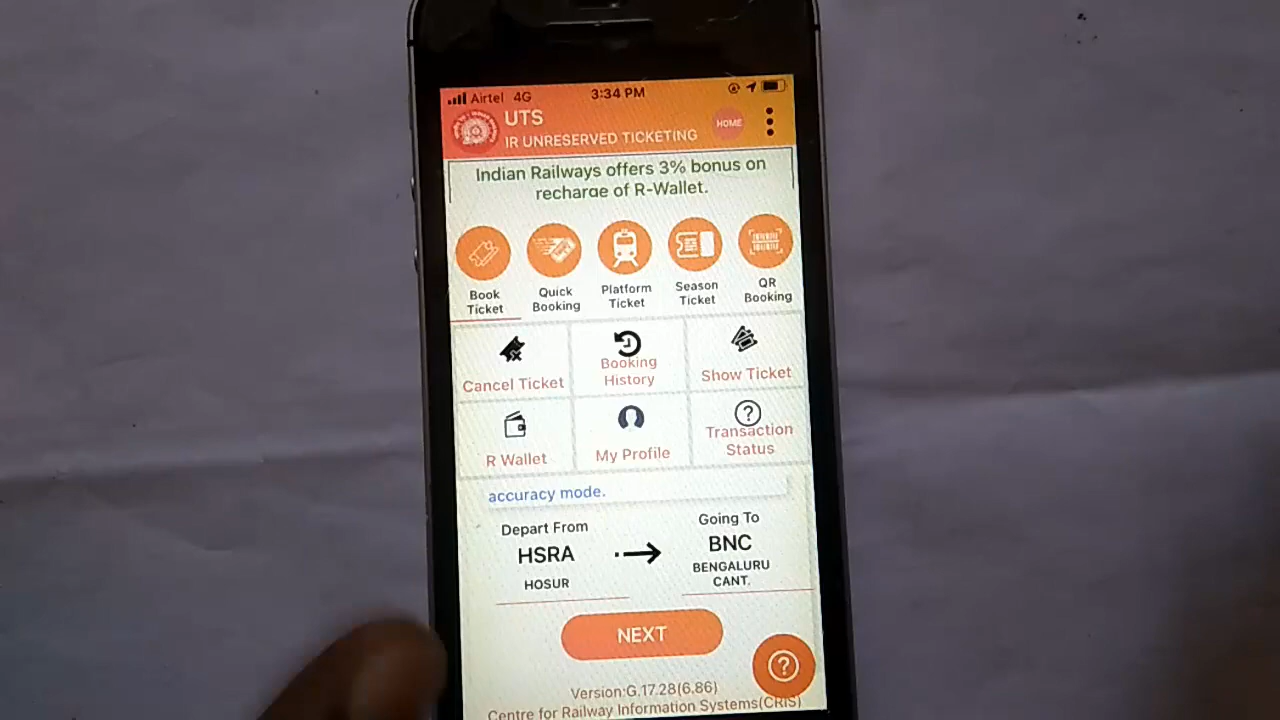 Airtel 4G 3:34 PM
UTS
IR UNRESERVED TICKETING
HOME
Indian Railways offers 3% bonus on
recharge of R-Wallet.
Book Ticket
Quick Booking
Platform Ticket
Season Ticket
QR Booking
Cancel Ticket
Booking History
Show Ticket
R Wallet
My Profile
Transaction Status
accuracy mode.
Depart From
HSRA
HOSUR
Going To
BNC
BENGALURU
CANT.
NEXT
?
Version:G.17.28(6.86)
Centre for Railway Information Systems(CRIS)